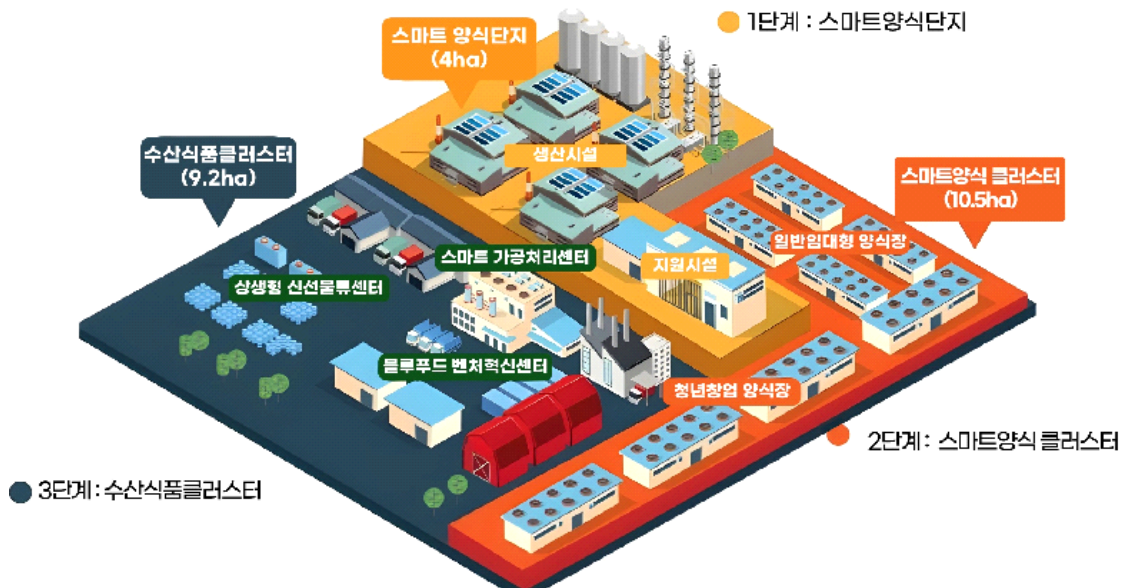 1단계 : 스마트양식단지
스마트 양식단지
(4ha)
수산식품클러스터
(9.2ha)
생산시설
스마트양식 클러스터
(10.5ha)
일반임대형 양식장
스마트 가공처리센터
지원시설
상생형 신선물류센터
블루푸드 벤처혁신센터
청년창업 양식장
2단계 : 스마트양식 클러스터
3단계 : 수산식품클러스터